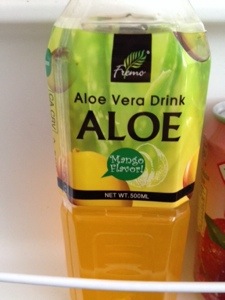 Fremo
Aloe Vera Drink
ALOE
Mango
Flavor!
NET WT. 500ML